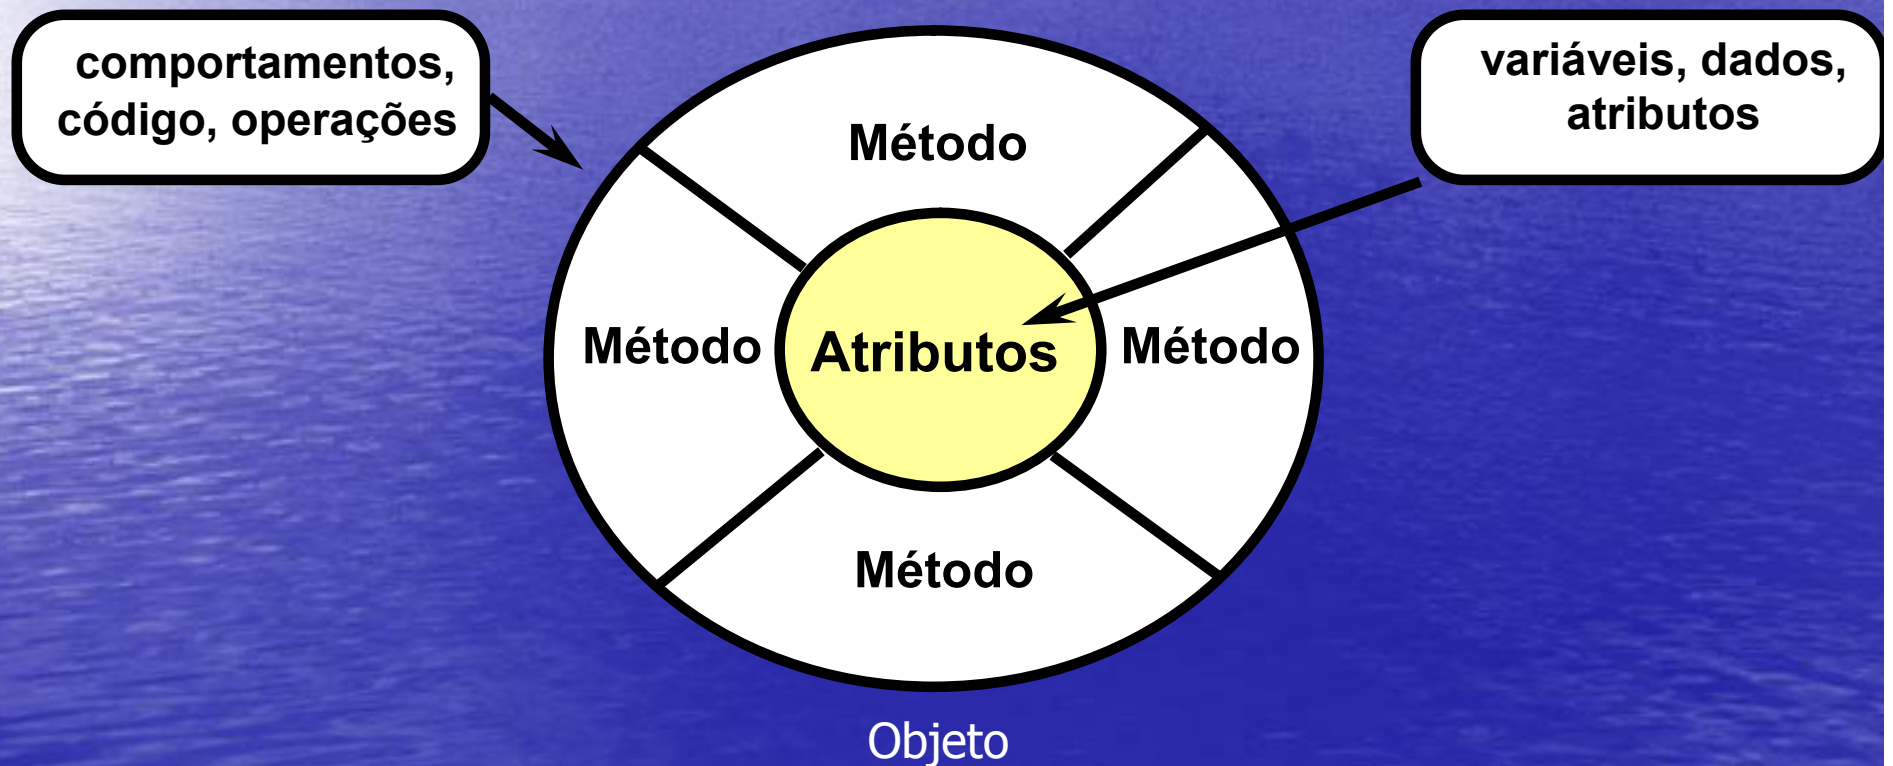 comportamentos,
código, operações
variáveis, dados,
atributos
Método
Método
Atributos
Método
Método
Objeto